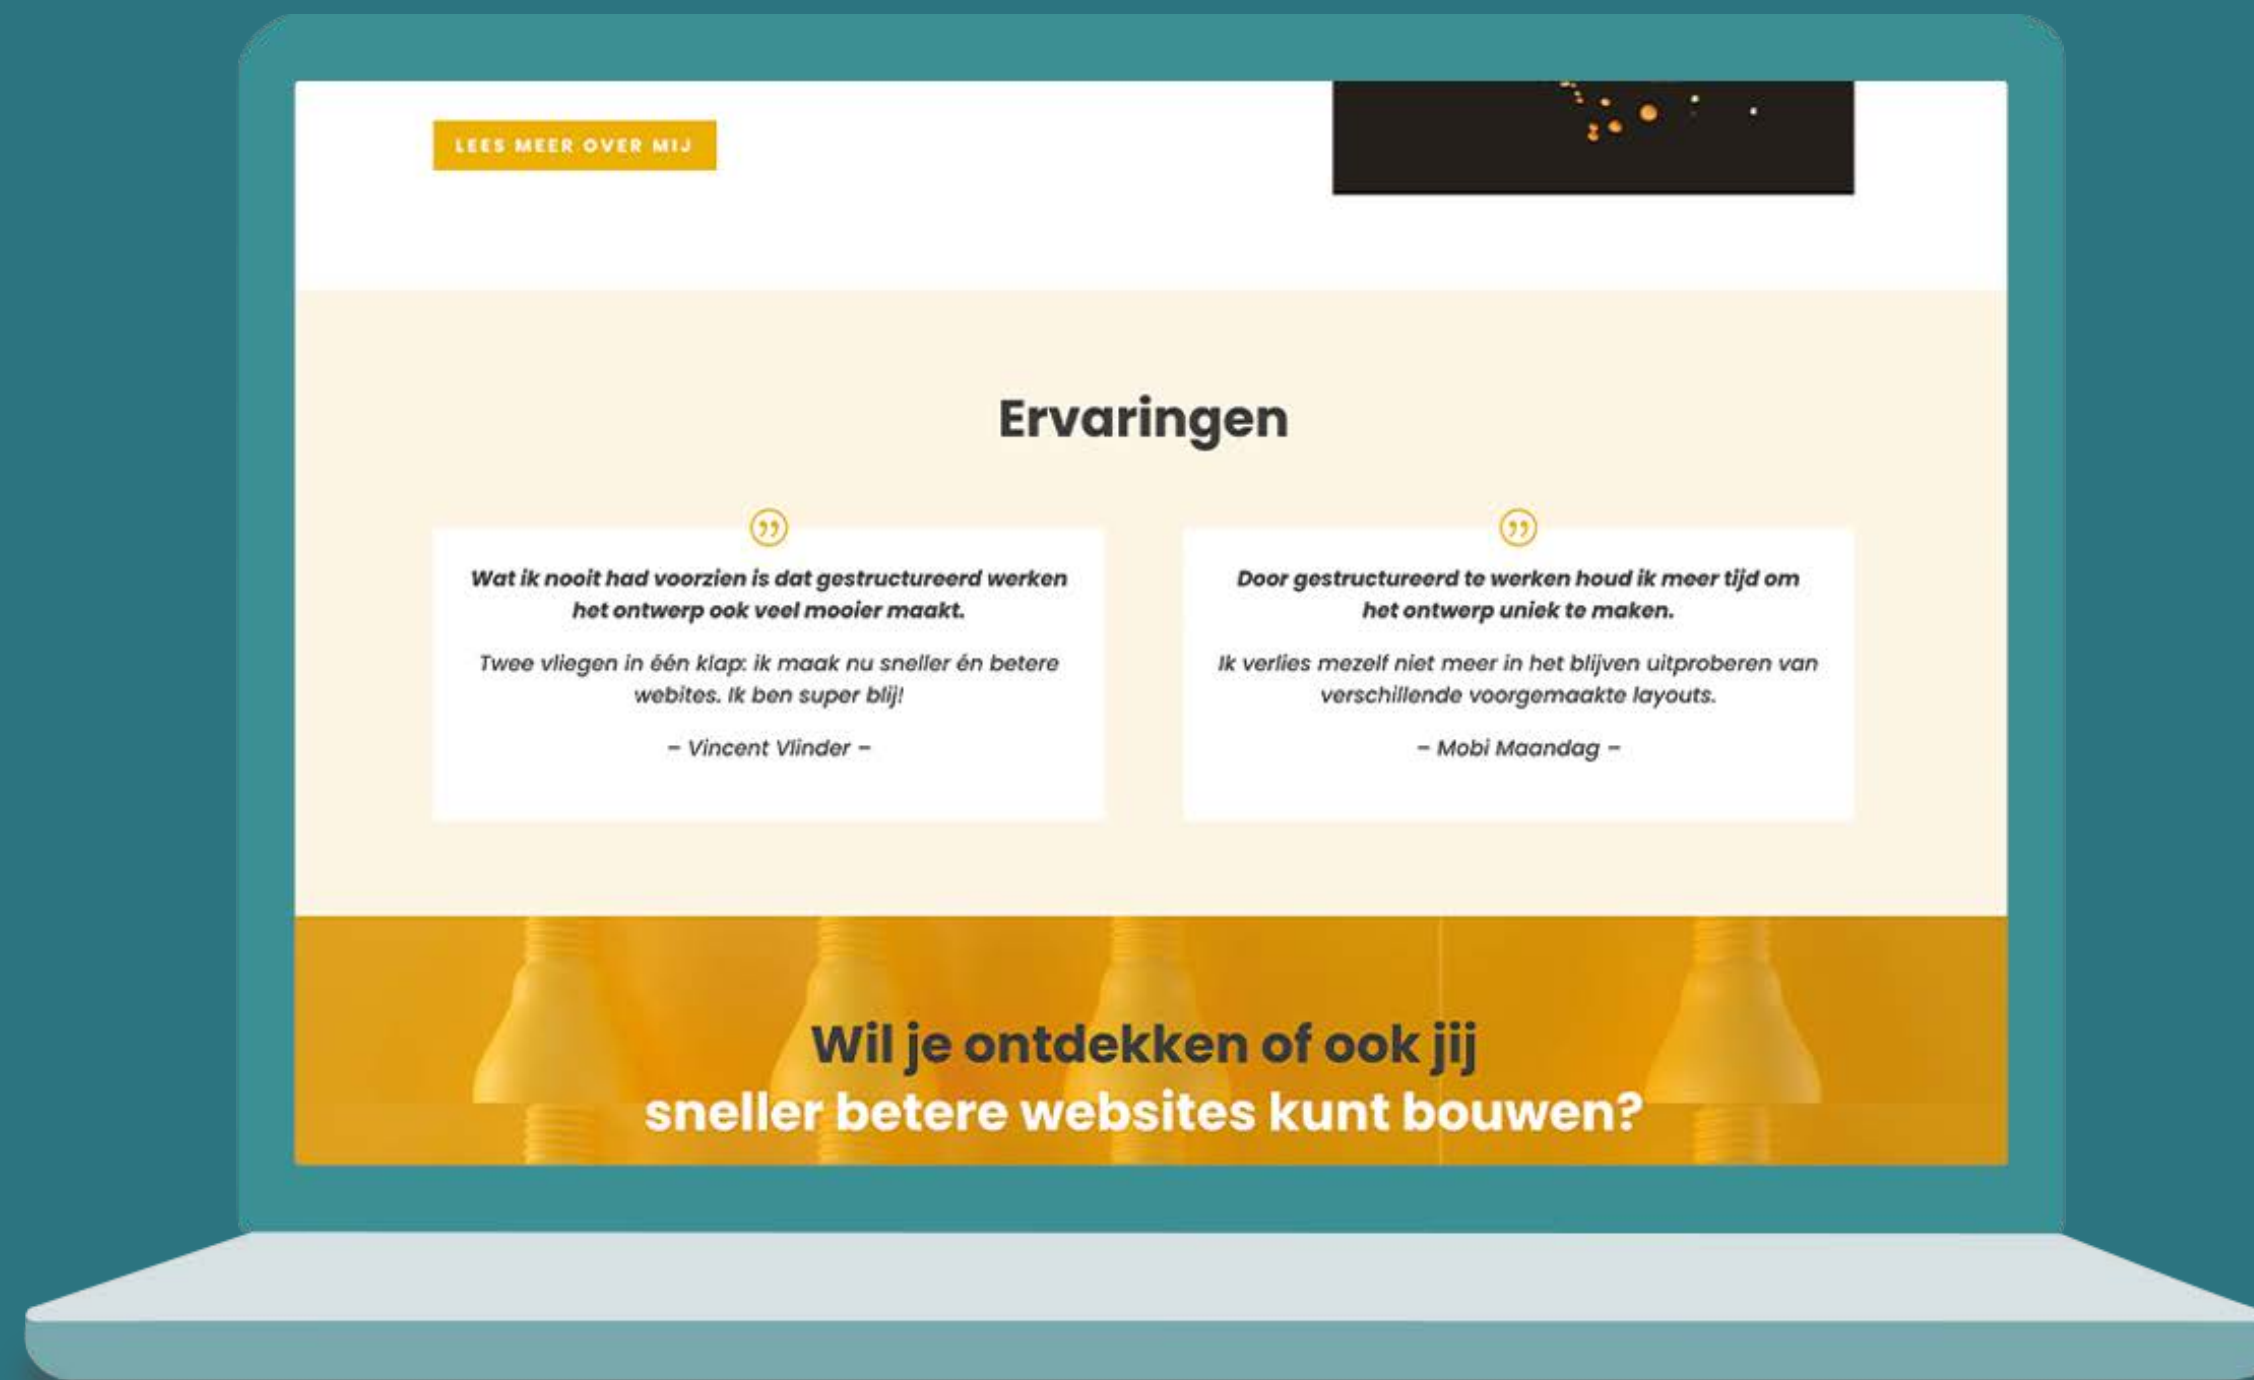 LEES MEER OVER MIJ
Ervaringen
Wat ik nooit had voorzien is dat gestructureerd werken
het ontwerp ook veel mooier maakt.
Twee vliegen in één klap: ik maak nu sneller én betere
webites. Ik ben super blij!
– Vincent Vlinder –
Door gestructureerd te werken houd ik meer tijd om
het ontwerp uniek te maken.
Ik verlies mezelf niet meer in het blijven uitproberen van
verschillende voorgemaakte layouts.
– Mobi Maandag –
Wil je ontdekken of ook jij
sneller betere websites kunt bouwen?